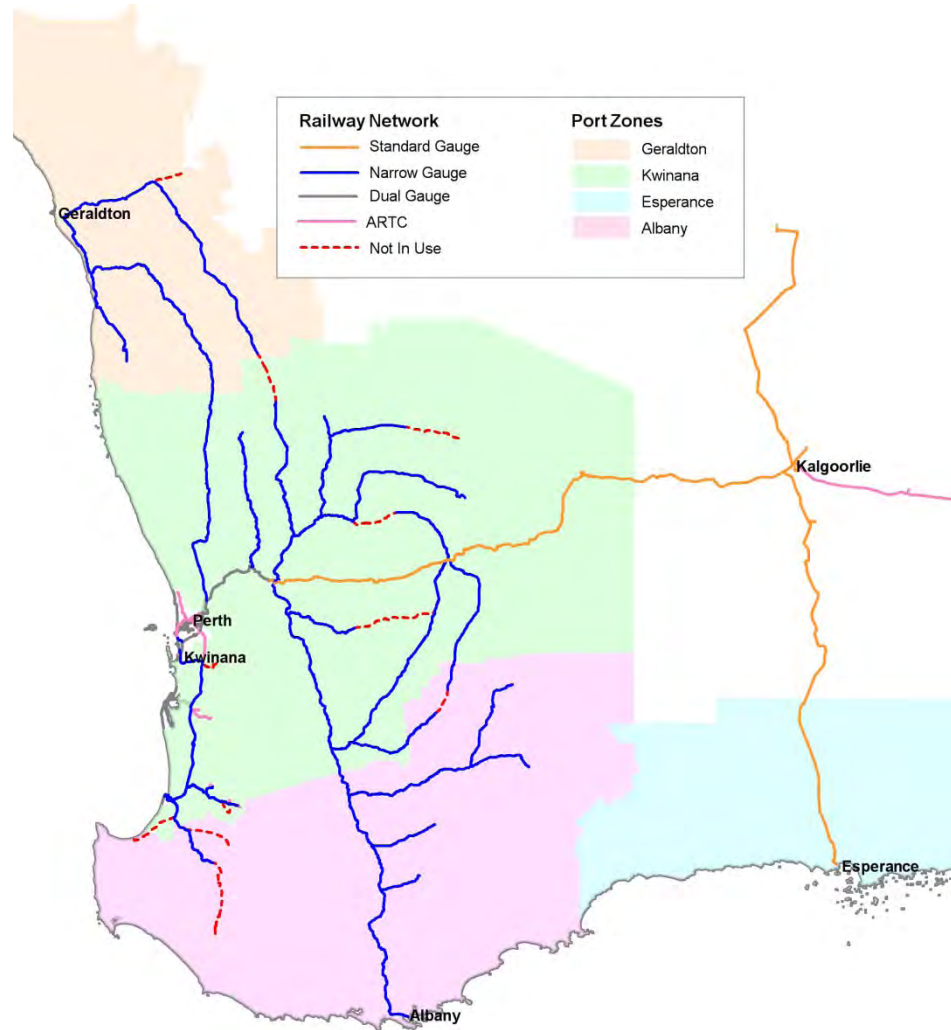 Railway Network
Standard Gauge
Narrow Gauge
Dual Gauge
ARTC
Not In Use
Port Zones
Geraldton
Kwinana
Esperance
Albany
Geraldton
Kalgoorlie
Perth
Kwinana
Esperance
Albany